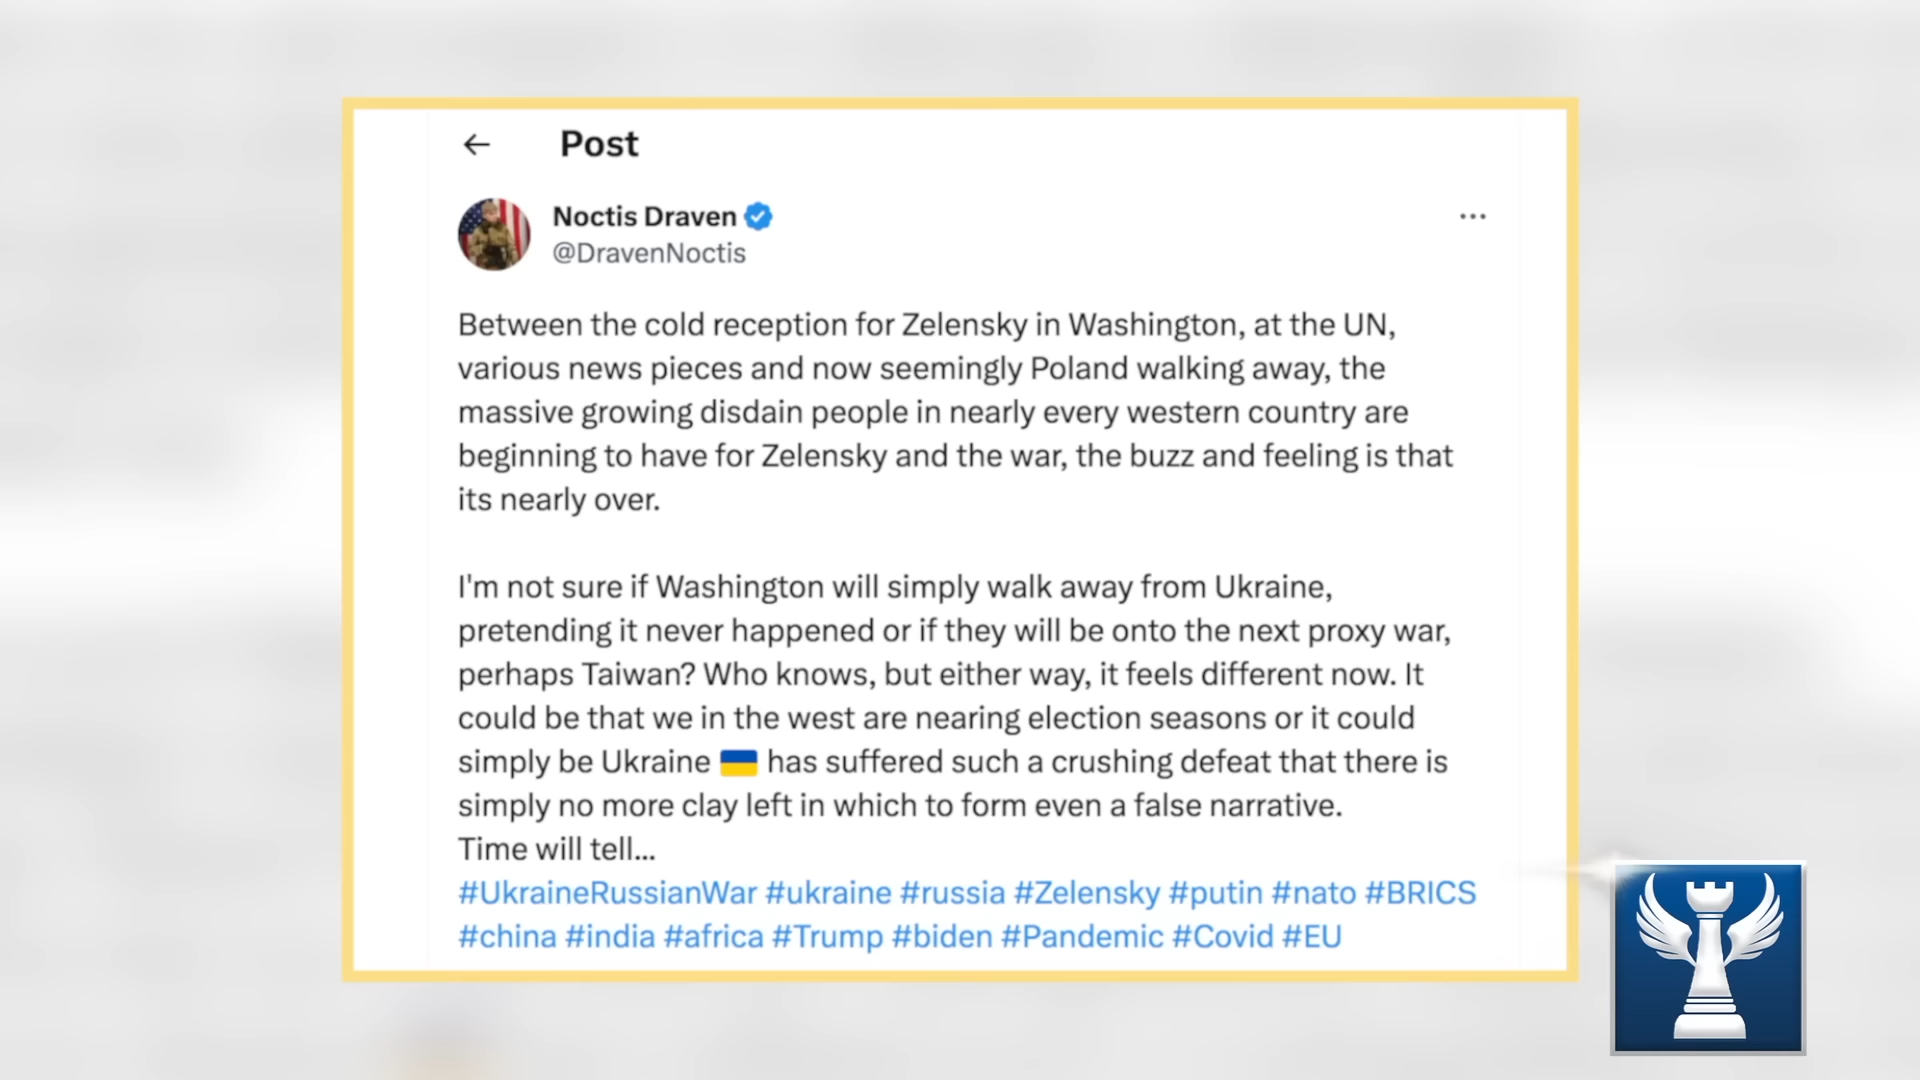 Post
Noctis Draven
@DravenNoctis
Between the cold reception for Zelensky in Washington, at the UN,
various news pieces and now seemingly Poland walking away, the
massive growing disdain people in nearly every western country are
beginning to have for Zelensky and the war, the buzz and feeling is that
its nearly over.
I'm not sure if Washington will simply walk away from Ukraine,
pretending it never happened or if they will be onto the next proxy war,
perhaps Taiwan? Who knows, but either way, it feels different now. It
could be that we in the west are nearing election seasons or it could
simply be Ukraine 🇺🇦 has suffered such a crushing defeat that there is
simply no more clay left in which to form even a false narrative.
Time will tell...
#UkraineRussianWar #ukraine #russia #Zelensky #putin #nato #BRICS
#china #india #africa #Trump #biden #Pandemic #Covid #EU